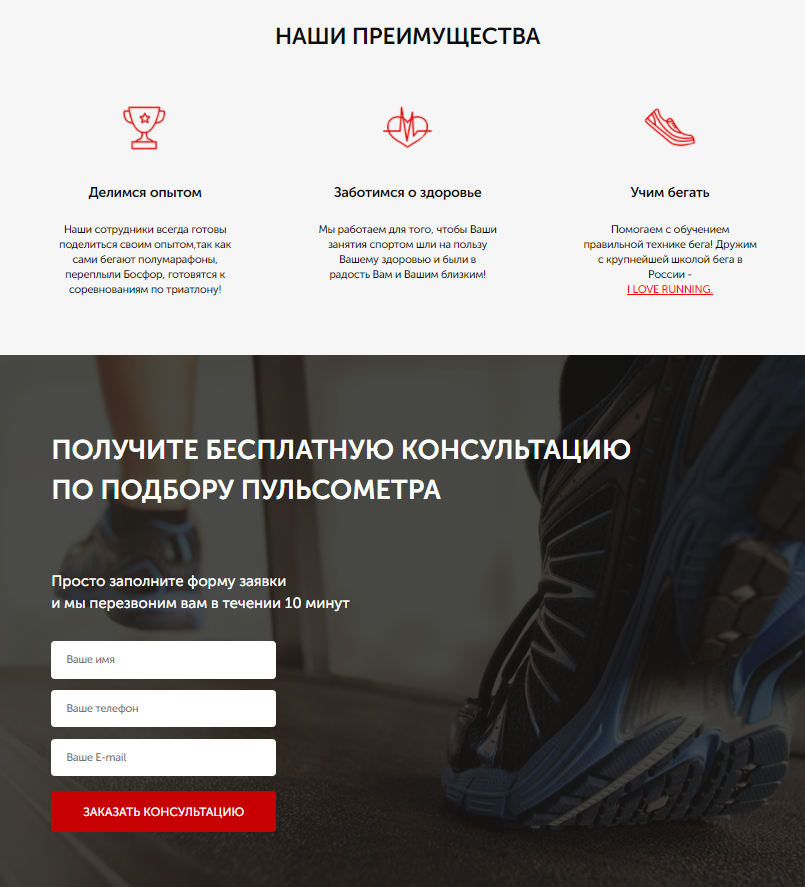 НАШИ ПРЕИМУЩЕСТВА
Делимся опытом
Наши сотрудники всегда готовы
поделиться своим опытом,так как
сами бегают полумарафоны,
переплыли Босфор, готовятся к
соревнованиям по триатлону!
Заботимся о здоровье
Мы работаем для того, чтобы Ваши
занятия спортом шли на пользу
Вашему здоровью и были в
радость Вам и Вашим близким!
Учим бегать
Помогаем с обучением
правильной технике бега! Дружим
с крупнейшей школой бега в
России -
I LOVE RUNNING.
ПОЛУЧИТЕ БЕСПЛАТНУЮ КОНСУЛЬТАЦИЮ
ПО ПОДБОРУ ПУЛЬСОМЕТРА
Просто заполните форму заявки
и мы перезвоним вам в течении 10 минут
Ваше имя
Ваше телефон
Ваше E-mail
ЗАКАЗАТЬ КОНСУЛЬТАЦИЮ